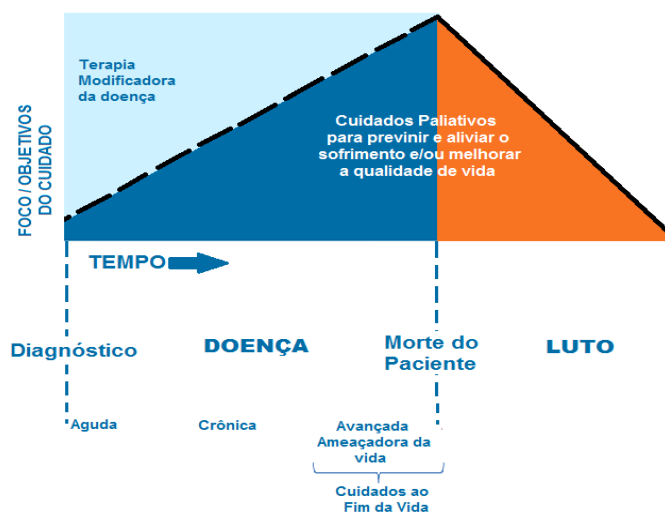 Terapia
Modificadora
da doença
Cuidados Paliativos
para previnir e aliviar o
sofrimento e/ou melhorar
a qualidade de vida
FOCO / OBJETIVOS
DO CUIDADO
TEMPO
Diagnóstico
DOENÇA
Morte do
Paciente
LUTO
Aguda
Crônica
Avançada
Ameaçadora da
vida
Cuidados ao
Fim da Vida